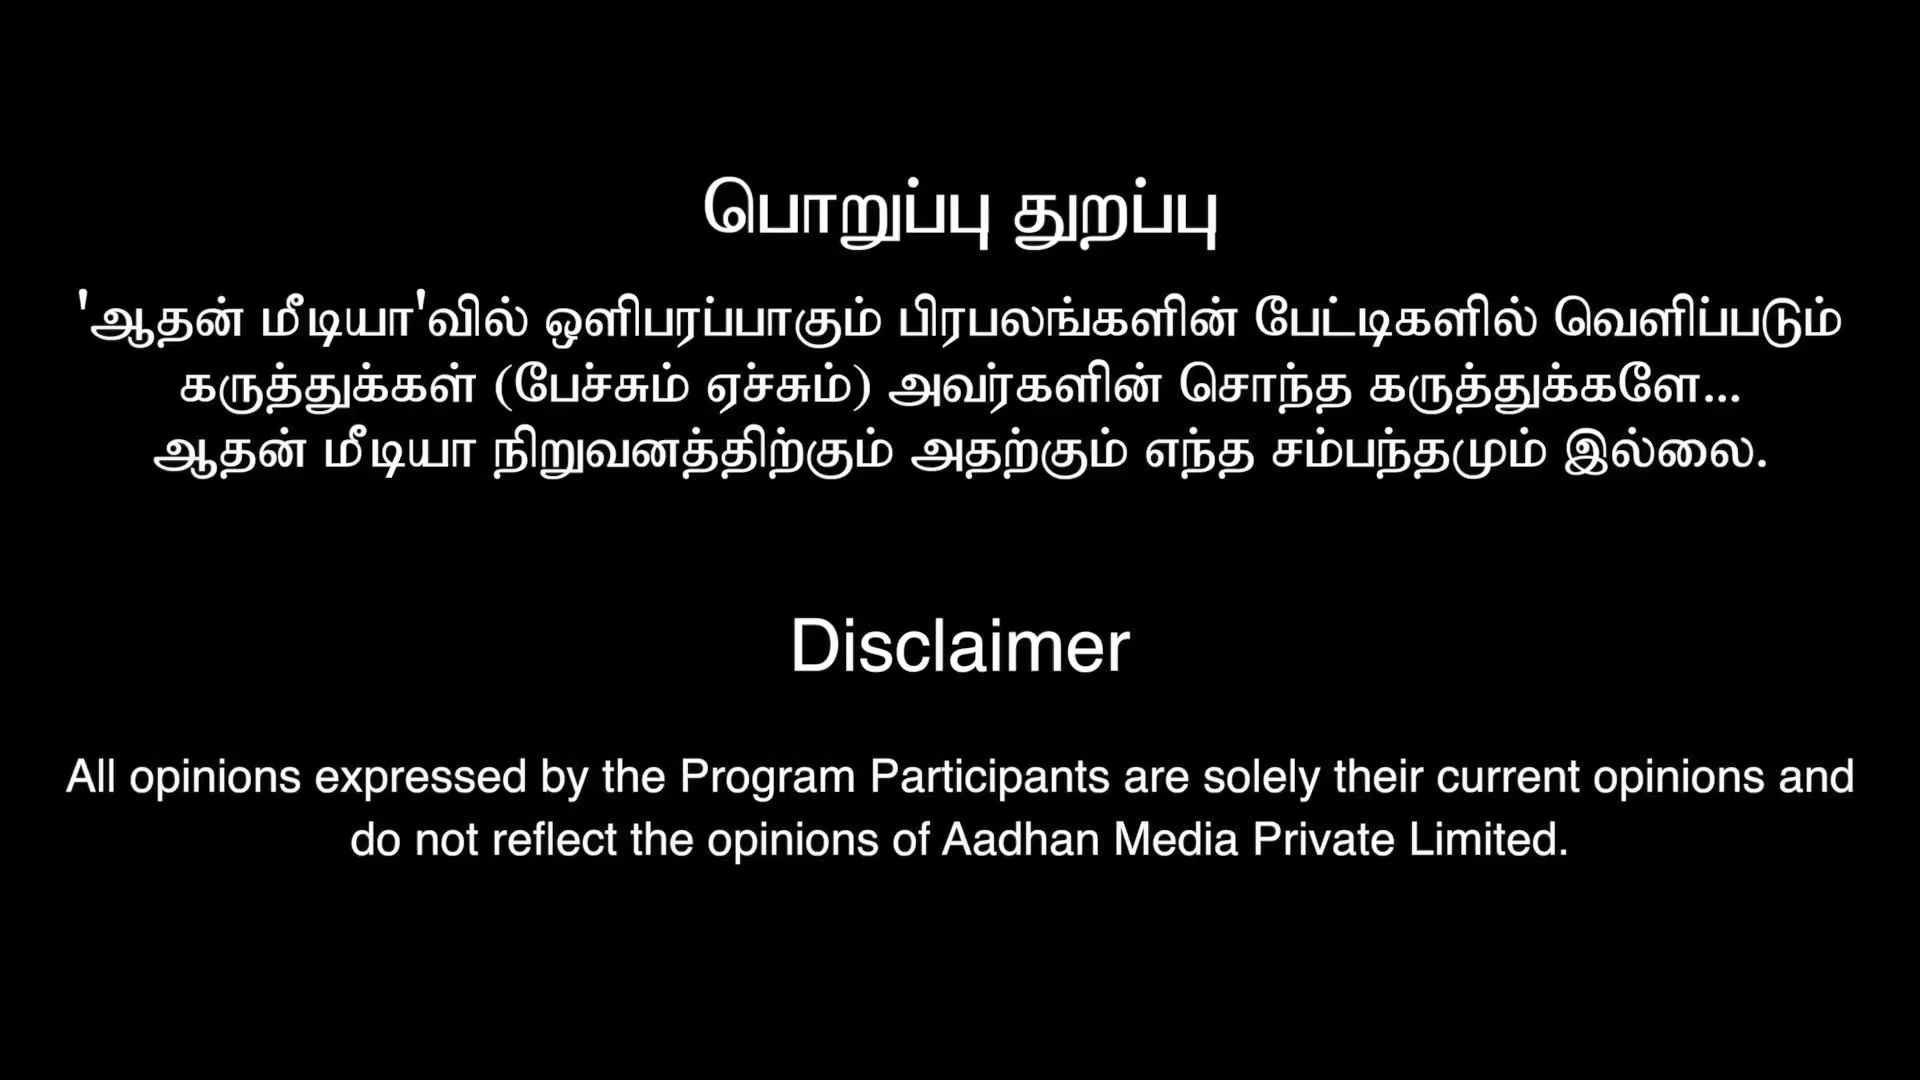 பொறுப்பு துறப்பு
'ஆதன் மீடியா'வில் ஒளிபரப்பாகும் பிரபலங்களின் பேட்டிகளில் வெளிப்படும்
கருத்துக்கள் (பேச்சும் ஏச்சும்) அவர்களின் சொந்த கருத்துக்களே...
ஆதன் மீடியா நிறுவனத்திற்கும் அதற்கும் எந்த சம்பந்தமும் இல்லை.
Disclaimer
All opinions expressed by the Program Participants are solely their current opinions and
do not reflect the opinions of Aadhan Media Private Limited.